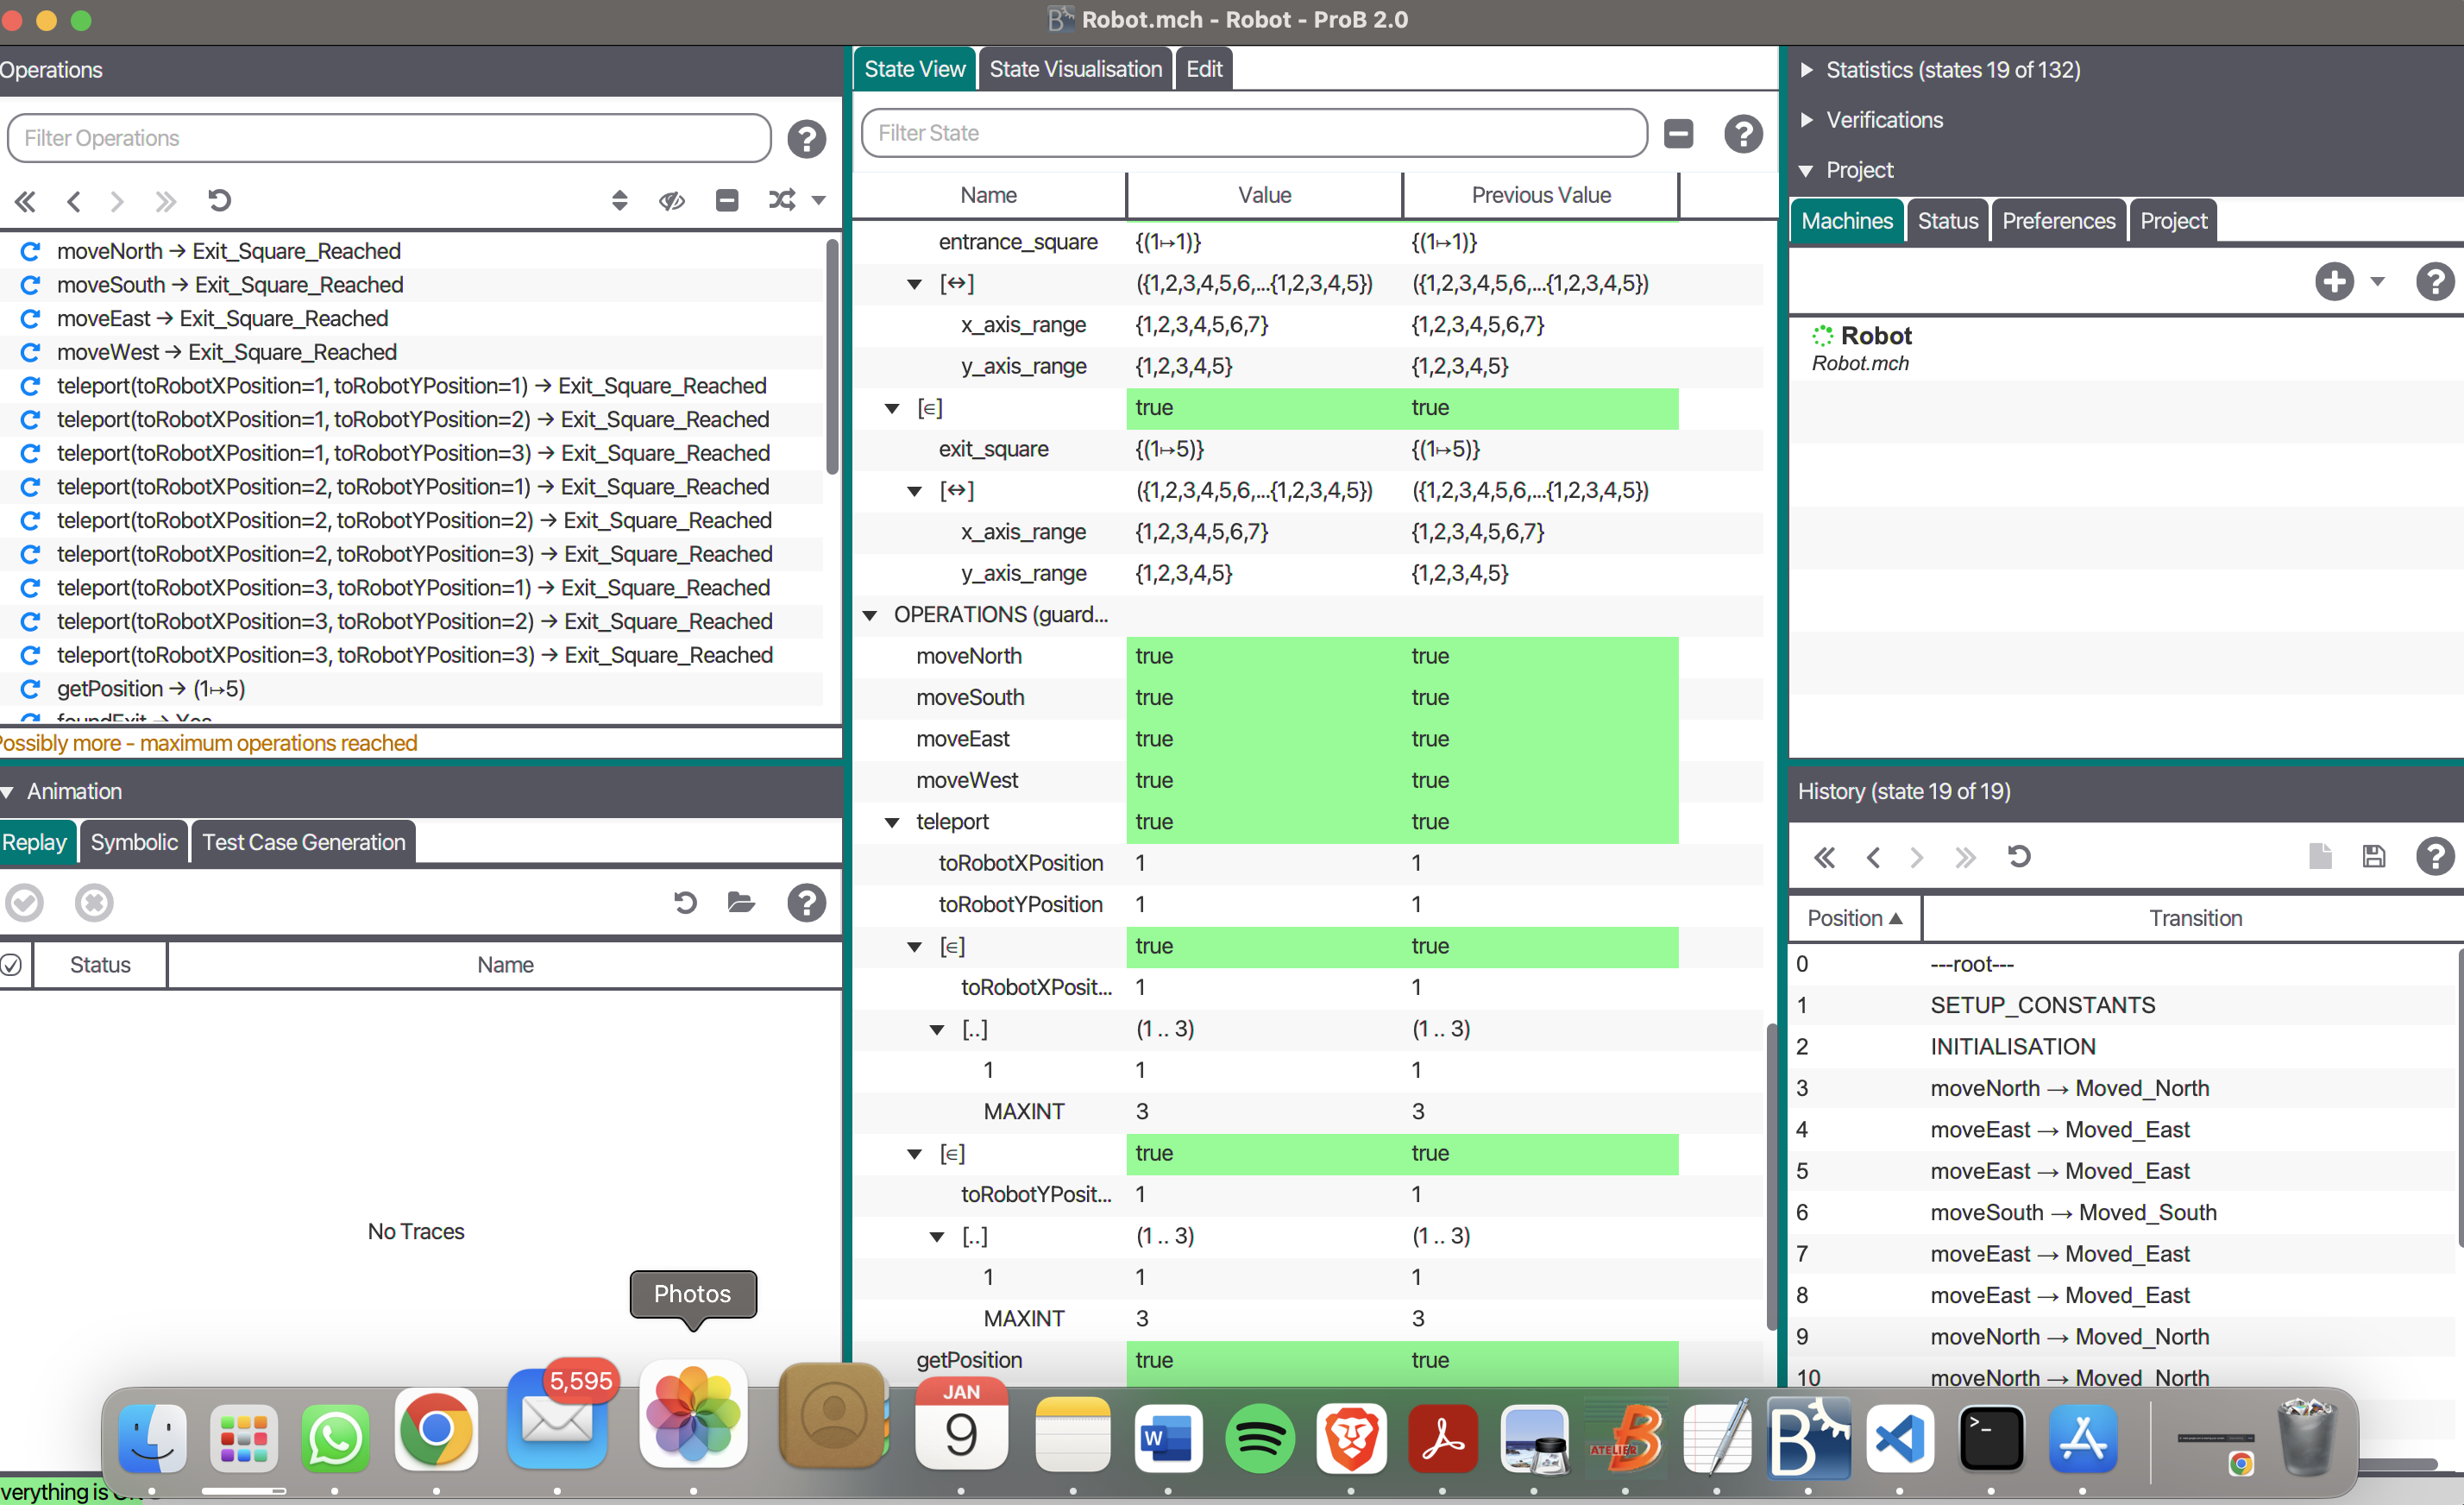 Robot.mch - Robot - ProB 2.0
Operations
Filter Operations
moveNorth → Exit_Square_Reached
moveSouth → Exit_Square_Reached
moveEast → Exit_Square_Reached
moveWest → Exit_Square_Reached
teleport(toRobotXPosition=1, toRobotYPosition=1) → Exit_Square_Reached
teleport(toRobotXPosition=1, toRobotYPosition=2) → Exit_Square_Reached
teleport(toRobotXPosition=1, toRobotYPosition=3) → Exit_Square_Reached
teleport(toRobotXPosition=2, toRobotYPosition=1) → Exit_Square_Reached
teleport(toRobotXPosition=2, toRobotYPosition=2) → Exit_Square_Reached
teleport(toRobotXPosition=2, toRobotYPosition=3) → Exit_Square_Reached
teleport(toRobotXPosition=3, toRobotYPosition=1) → Exit_Square_Reached
teleport(toRobotXPosition=3, toRobotYPosition=2) → Exit_Square_Reached
teleport(toRobotXPosition=3, toRobotYPosition=3) → Exit_Square_Reached
getPosition → (1↦5)
foundExit → Yes
Possibly more - maximum operations reached
Animation
Replay Symbolic Test Case Generation
Status Name
No Traces
Photos
State View State Visualisation Edit
Filter State
Name Value Previous Value
entrance_square {(1↦1)} {(1↦1)}
[↔] ({1,2,3,4,5,6,...{1,2,3,4,5}) ({1,2,3,4,5,6,...{1,2,3,4,5})
x_axis_range {1,2,3,4,5,6,7} {1,2,3,4,5,6,7}
y_axis_range {1,2,3,4,5} {1,2,3,4,5}
[∈] true true
exit_square {(1↦5)} {(1↦5)}
[↔] ({1,2,3,4,5,6,...{1,2,3,4,5}) ({1,2,3,4,5,6,...{1,2,3,4,5})
x_axis_range {1,2,3,4,5,6,7} {1,2,3,4,5,6,7}
y_axis_range {1,2,3,4,5} {1,2,3,4,5}
OPERATIONS (guard...
moveNorth true true
moveSouth true true
moveEast true true
moveWest true true
teleport true true
toRobotXPosition 1 1
toRobotYPosition 1 1
[∈] true true
toRobotXPosit... 1 1
[..] (1 .. 3) (1 .. 3)
1 1 1
MAXINT 3 3
[∈] true true
toRobotYPosit... 1 1
[..] (1 .. 3) (1 .. 3)
1 1 1
MAXINT 3 3
getPosition true true
Statistics (states 19 of 132)
Verifications
Project
Machines Status Preferences Project
Robot
Robot.mch
History (state 19 of 19)
Position Transition
0 ---root---
1 SETUP_CONSTANTS
2 INITIALISATION
3 moveNorth → Moved_North
4 moveEast → Moved_East
5 moveEast → Moved_East
6 moveSouth → Moved_South
7 moveEast → Moved_East
8 moveEast → Moved_East
9 moveNorth → Moved_North
10 moveNorth → Moved_North
5,595
JAN
9
W
ATELIER B
B
>_
verything is